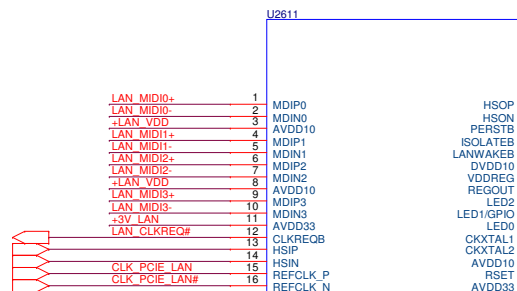 U2611
LAN_MIDI0+ 1 MDIP0 HSOP
LAN_MIDI0- 2 MDIN0 HSON
+LAN_VDD 3 AVDD10 PERSTB
LAN_MIDI1+ 4 MDIP1 ISOLATEB
LAN_MIDI1- 5 MDIN1 LANWAKEB
LAN_MIDI2+ 6 MDIP2 DVDD10
LAN_MIDI2- 7 MDIN2 VDDREG
+LAN_VDD 8 AVDD10 REGOUT
LAN_MIDI3+ 9 MDIP3 LED2
LAN_MIDI3- 10 MDIN3 LED1/GPIO
+3V_LAN 11 AVDD33 LED0
LAN_CLKREQ# 12 CLKREQB CKXTAL1
13 HSIP CKXTAL2
14 HSIN AVDD10
CLK_PCIE_LAN 15 REFCLK_P RSET
CLK_PCIE_LAN# 16 REFCLK_N AVDD33